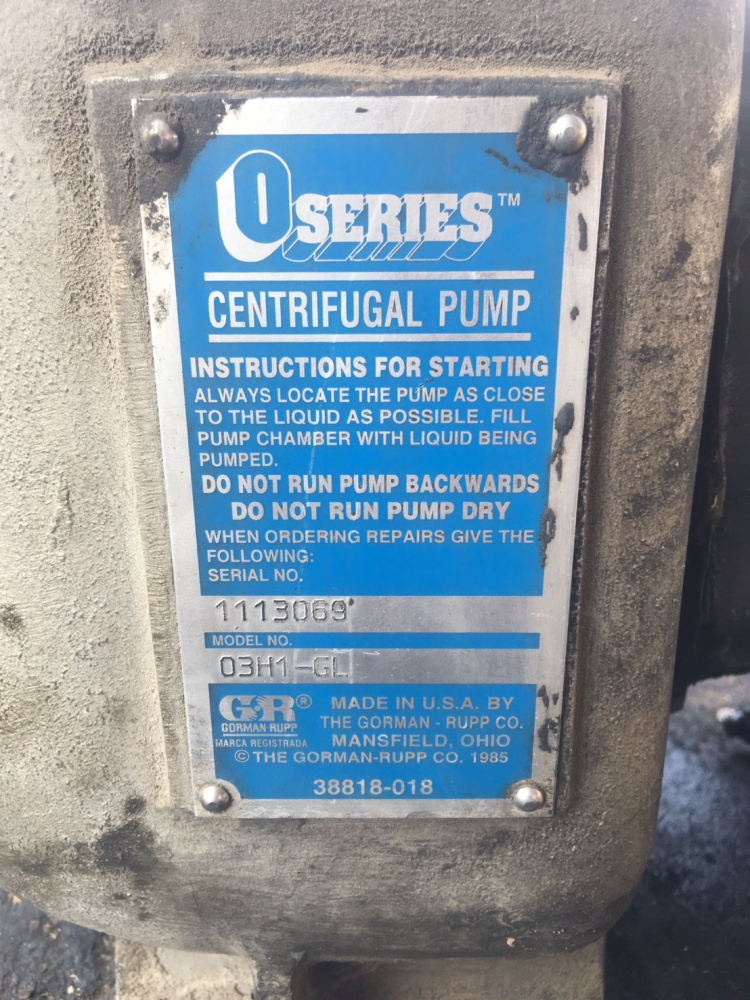 O SERIES™
CENTRIFUGAL PUMP
INSTRUCTIONS FOR STARTING
ALWAYS LOCATE THE PUMP AS CLOSE
TO THE LIQUID AS POSSIBLE. FILL
PUMP CHAMBER WITH LIQUID BEING
PUMPED.
DO NOT RUN PUMP BACKWARDS
DO NOT RUN PUMP DRY
WHEN ORDERING REPAIRS GIVE THE
FOLLOWING:
SERIAL NO.
1113069
MODEL NO.
03H1-GL
GR®
GORMAN-RUPP
MARCA REGISTRADA
MADE IN U.S.A. BY
THE GORMAN - RUPP CO.
MANSFIELD, OHIO
© THE GORMAN-RUPP CO. 1985
38818-018